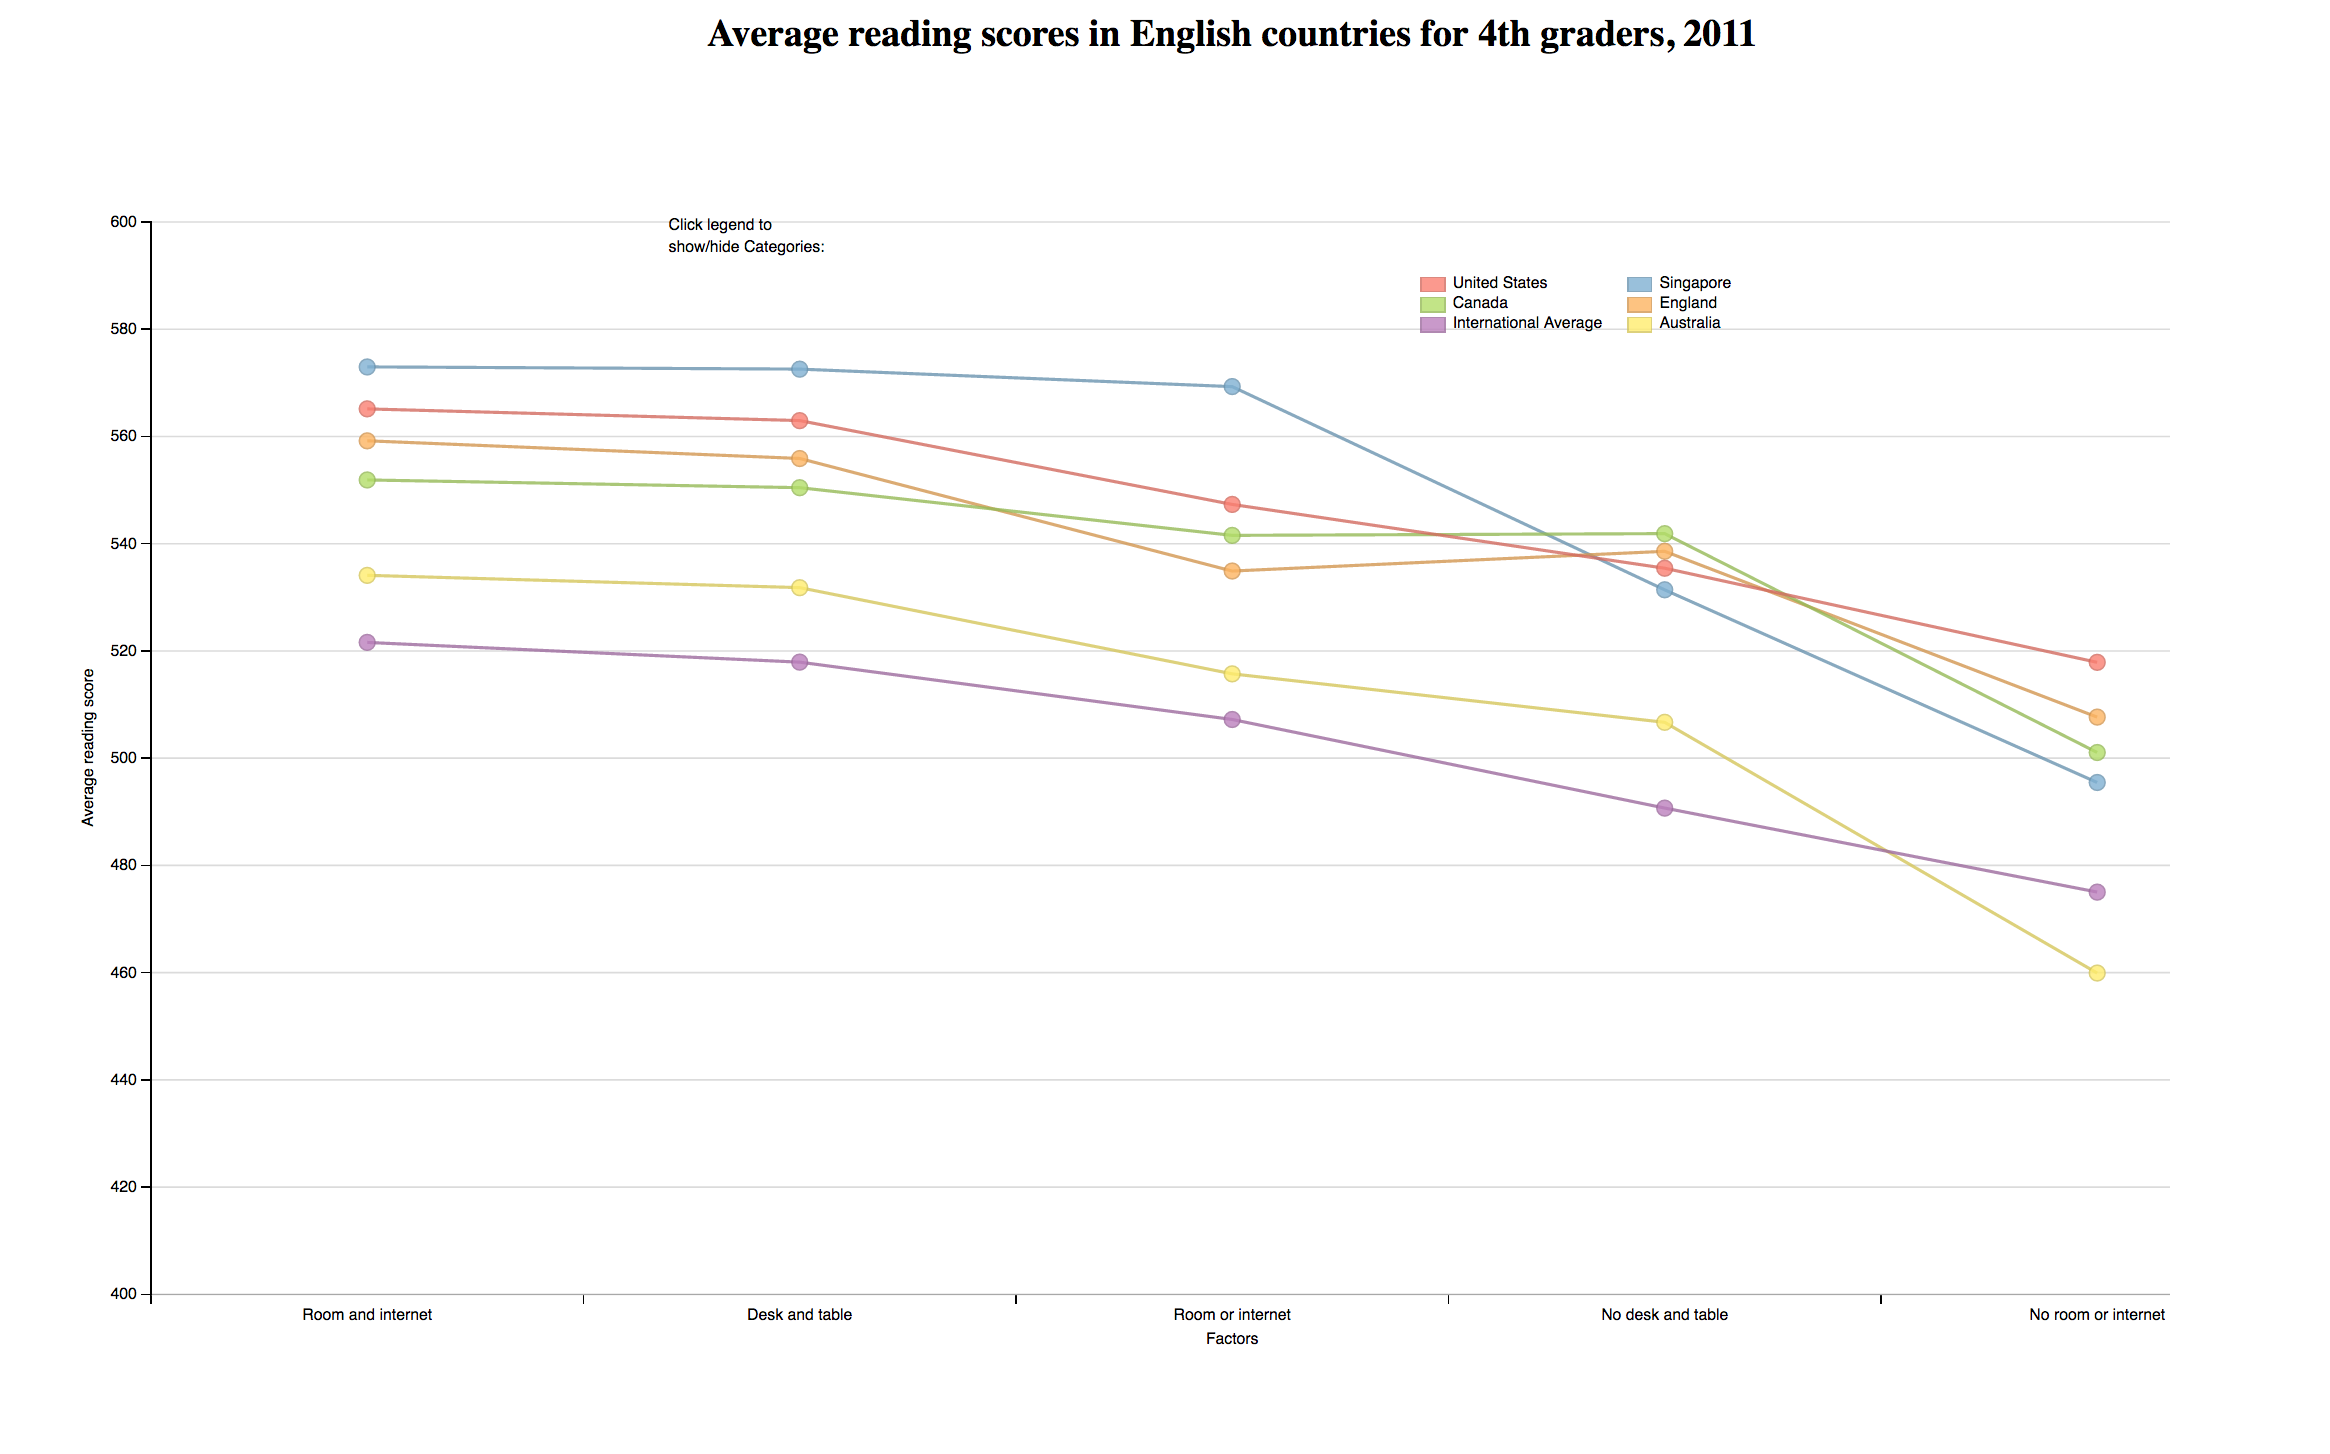 Average reading scores in English countries for 4th graders, 2011
Click legend to
show/hide Categories:
United States
Singapore
Canada
England
International Average
Australia
600
580
560
540
520
500
480
460
440
420
400
Average reading score
Room and internet
Desk and table
Room or internet
No desk and table
No room or internet
Factors